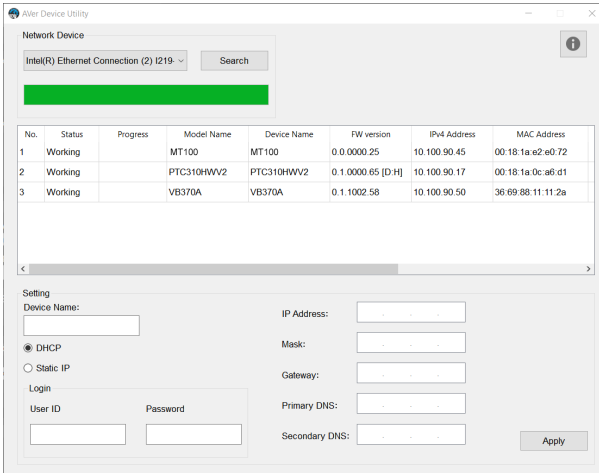 AVer Device Utility
Network Device
Intel(R) Ethernet Connection (2) I219-
Search
No. Status Progress Model Name Device Name FW version IPv4 Address MAC Address
1 Working MT100 MT100 0.0.0000.25 10.100.90.45 00:18:1a:e2:e0:72
2 Working PTC310HWV2 PTC310HWV2 0.1.0000.65 [D:H] 10.100.90.17 00:18:1a:0c:a6:d1
3 Working VB370A VB370A 0.1.1002.58 10.100.90.50 36:69:88:11:11:2a
Setting
Device Name:
DHCP
Static IP
Login
User ID Password
IP Address:
Mask:
Gateway:
Primary DNS:
Secondary DNS:
Apply